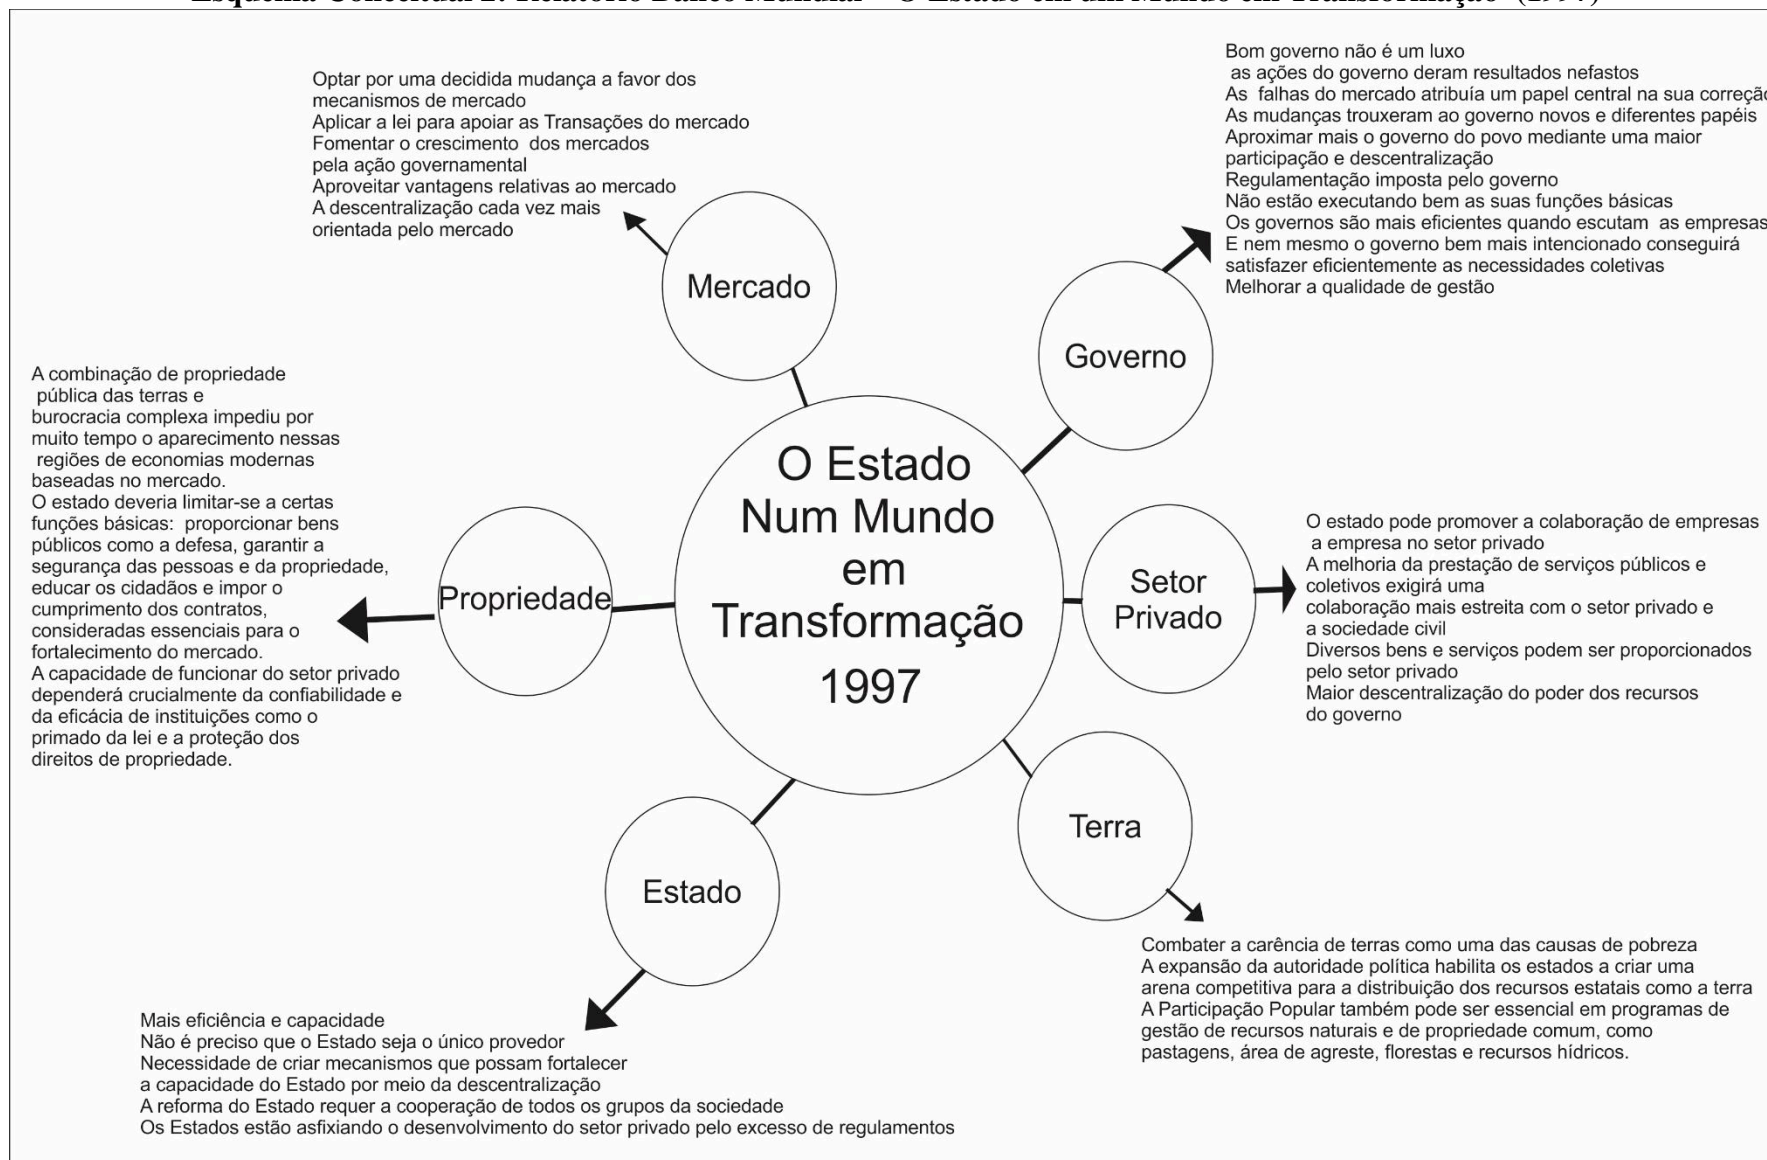 Esquema Conceitual 2: Relatório Banco Mundial - O Estado em um Mundo em Transformação (1997)
Optar por uma decidida mudança a favor dos
mecanismos de mercado
Aplicar a lei para apoiar as Transações do mercado
Fomentar o crescimento dos mercados
pela ação governamental
Aproveitar vantagens relativas ao mercado
A descentralização cada vez mais
orientada pelo mercado
Mercado
Bom governo não é um luxo
as ações do governo deram resultados nefastos
As falhas do mercado atribuía um papel central na sua correção
As mudanças trouxeram ao governo novos e diferentes papéis
Aproximar mais o governo do povo mediante uma maior
participação e descentralização
Regulamentação imposta pelo governo
Não estão executando bem as suas funções básicas
Os governos são mais eficientes quando escutam as empresas
E nem mesmo o governo bem mais intencionado conseguirá
satisfazer eficientemente as necessidades coletivas
Melhorar a qualidade de gestão
Governo
A combinação de propriedade
pública das terras e
burocracia complexa impediu por
muito tempo o aparecimento nessas
regiões de economias modernas
baseadas no mercado.
O estado deveria limitar-se a certas
funções básicas: proporcionar bens
públicos como a defesa, garantir a
segurança das pessoas e da propriedade,
educar os cidadãos e impor o
cumprimento dos contratos,
consideradas essenciais para o
fortalecimento do mercado.
A capacidade de funcionar do setor privado
dependerá crucialmente da confiabilidade e
da eficácia de instituições como o
primado da lei e a proteção dos
direitos de propriedade.
Propriedade
O Estado
Num Mundo
em
Transformação
1997
Setor
Privado
O estado pode promover a colaboração de empresas
a empresa no setor privado
A melhoria da prestação de serviços públicos e
coletivos exigirá uma
colaboração mais estreita com o setor privado e
a sociedade civil
Diversos bens e serviços podem ser proporcionados
pelo setor privado
Maior descentralização do poder dos recursos
do governo
Terra
Combater a carência de terras como uma das causas de pobreza
A expansão da autoridade política habilita os estados a criar uma
arena competitiva para a distribuição dos recursos estatais como a terra
A Participação Popular também pode ser essencial em programas de
gestão de recursos naturais e de propriedade comum, como
pastagens, área de agreste, florestas e recursos hídricos.
Estado
Mais eficiência e capacidade
Não é preciso que o Estado seja o único provedor
Necessidade de criar mecanismos que possam fortalecer
a capacidade do Estado por meio da descentralização
A reforma do Estado requer a cooperação de todos os grupos da sociedade
Os Estados estão asfixiando o desenvolvimento do setor privado pelo excesso de regulamentos